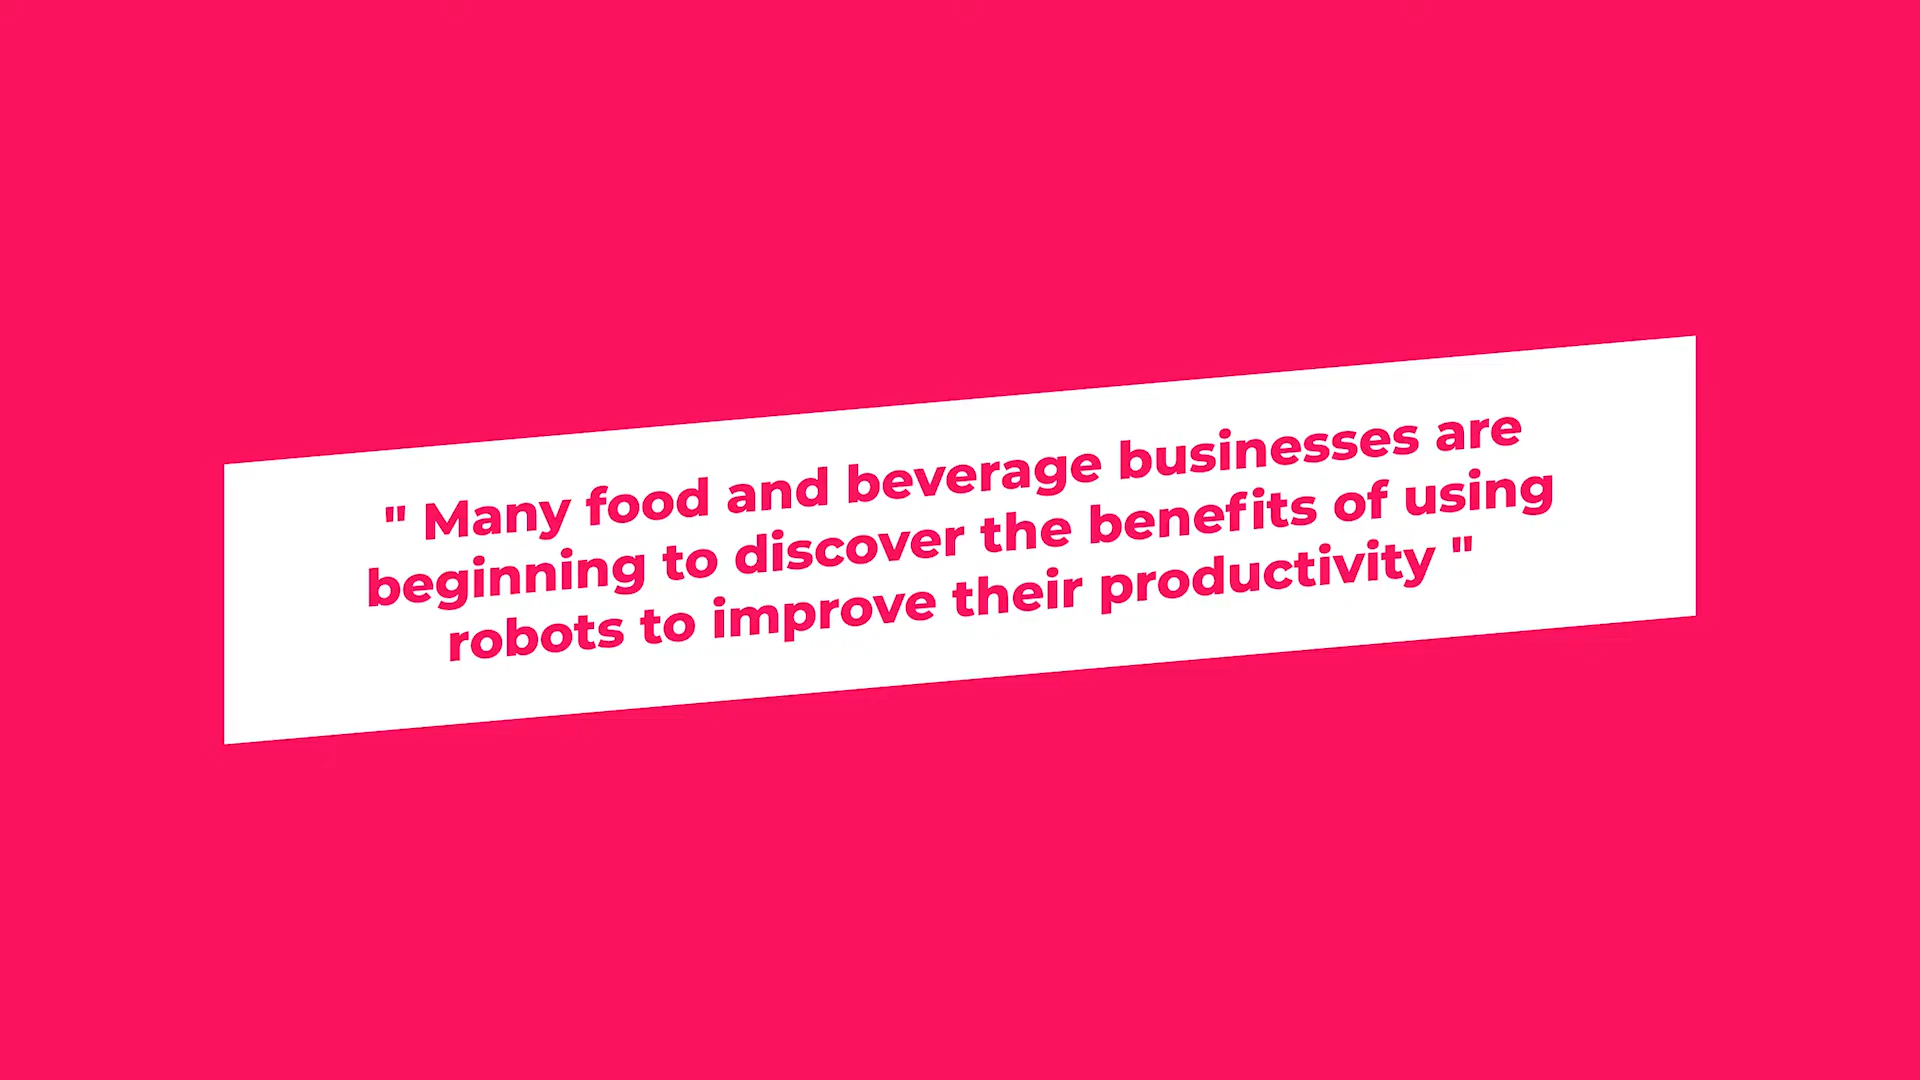 " Many food and beverage businesses are
beginning to discover the benefits of using
robots to improve their productivity "